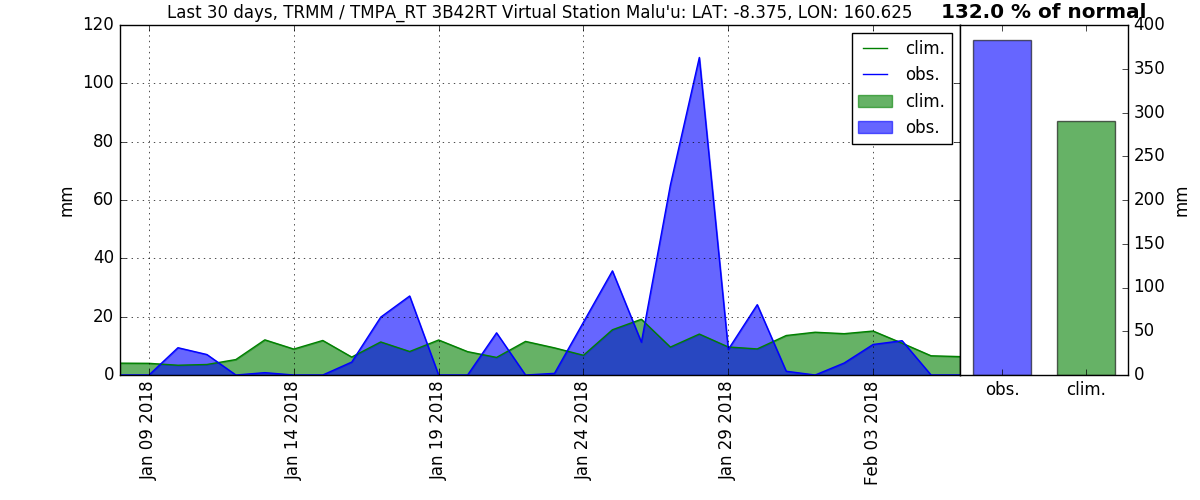 Last 30 days, TRMM / TMPA_RT 3B42RT Virtual Station Malu'u: LAT: -8.375, LON: 160.625
132.0 % of normal
120
100
80
60
40
20
0
mm
clim.
obs.
clim.
obs.
400
350
300
250
200
150
100
50
0
mm
Jan 09 2018
Jan 14 2018
Jan 19 2018
Jan 24 2018
Jan 29 2018
Feb 03 2018
obs.
clim.